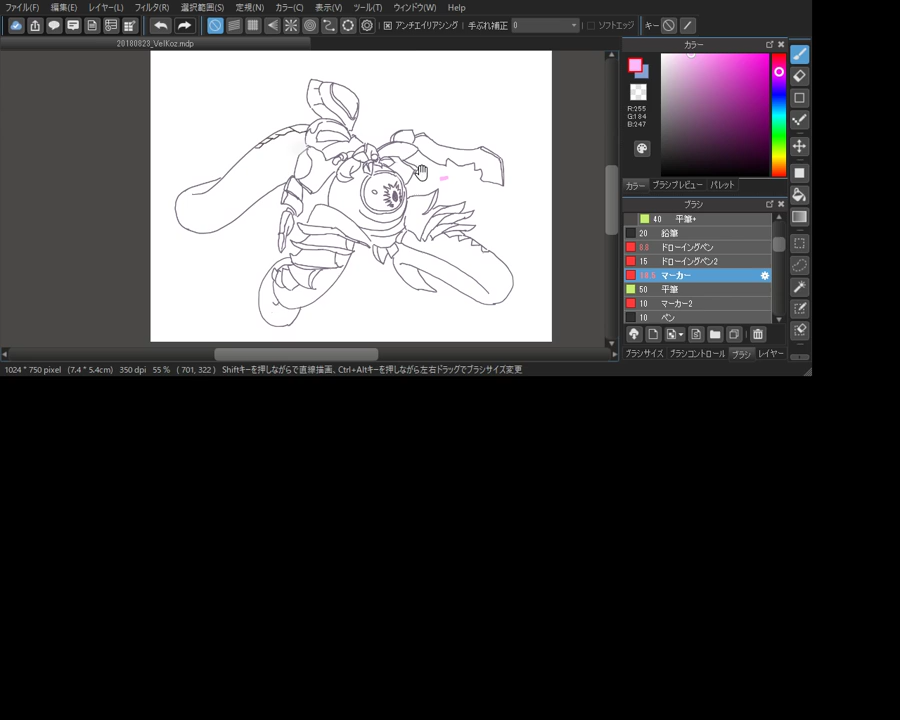 ファイル(F) 編集(E) レイヤー(L) フィルタ(R) 選択範囲(S) 定規(N) カラー(C) 表示(V) ツール(T) ウィンドウ(W) Help
アンチエイリアシング 手ぶれ補正 0 ソフトエッジ キー
20180823_VelKoz.mdp
カラー
R:255
G:184
B:247
カラー ブラシプレビュー パレット
ブラシ
40 平筆+
20 鉛筆
8.8 ドローイングペン
15 ドローイングペン2
マーカー
50 平筆
10 マーカー2
10 ペン
ブラシサイズ ブラシコントロール ブラシ レイヤー
1024 * 750 pixel (7.4 * 5.4cm) 350 dpi 55 % ( 701, 322 ) Shiftキーを押しながらで直線描画、Ctrl+Altキーを押しながら左右ドラッグでブラシサイズ変更